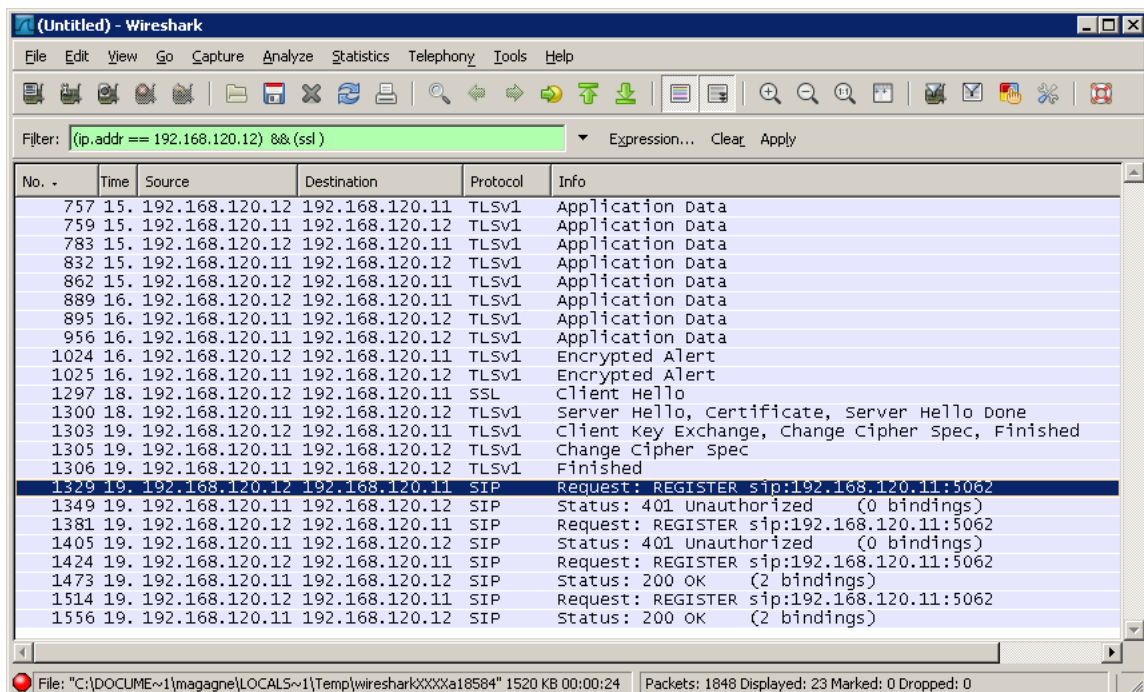 (Untitled) - Wireshark
File Edit View Go Capture Analyze Statistics Telephony Tools Help
Filter: (ip.addr == 192.168.120.12) && (ssl ) Expression... Clear Apply
No. Time Source Destination Protocol Info
757 15. 192.168.120.12 192.168.120.11 TLSv1 Application Data
759 15. 192.168.120.11 192.168.120.12 TLSv1 Application Data
783 15. 192.168.120.12 192.168.120.11 TLSv1 Application Data
832 15. 192.168.120.11 192.168.120.12 TLSv1 Application Data
862 15. 192.168.120.12 192.168.120.11 TLSv1 Application Data
889 16. 192.168.120.12 192.168.120.11 TLSv1 Application Data
895 16. 192.168.120.11 192.168.120.12 TLSv1 Application Data
956 16. 192.168.120.11 192.168.120.12 TLSv1 Application Data
1024 16. 192.168.120.12 192.168.120.11 TLSv1 Encrypted Alert
1025 16. 192.168.120.11 192.168.120.12 TLSv1 Encrypted Alert
1297 18. 192.168.120.12 192.168.120.11 SSL Client Hello
1300 18. 192.168.120.11 192.168.120.12 TLSv1 Server Hello, Certificate, Server Hello Done
1303 19. 192.168.120.12 192.168.120.11 TLSv1 Client Key Exchange, Change Cipher Spec, Finished
1305 19. 192.168.120.11 192.168.120.12 TLSv1 Change Cipher Spec
1306 19. 192.168.120.11 192.168.120.12 TLSv1 Finished
1329 19. 192.168.120.12 192.168.120.11 SIP Request: REGISTER sip:192.168.120.11:5062
1349 19. 192.168.120.11 192.168.120.12 SIP Status: 401 Unauthorized (0 bindings)
1381 19. 192.168.120.12 192.168.120.11 SIP Request: REGISTER sip:192.168.120.11:5062
1405 19. 192.168.120.11 192.168.120.12 SIP Status: 401 Unauthorized (0 bindings)
1424 19. 192.168.120.12 192.168.120.11 SIP Request: REGISTER sip:192.168.120.11:5062
1473 19. 192.168.120.11 192.168.120.12 SIP Status: 200 OK (2 bindings)
1514 19. 192.168.120.12 192.168.120.11 SIP Request: REGISTER sip:192.168.120.11:5062
1556 19. 192.168.120.11 192.168.120.12 SIP Status: 200 OK (2 bindings)
File: "C:\DOCUME~1\magagne\LOCALS~1\Temp\wiresharkXXXXa18584" 1520 KB 00:00:24 Packets: 1848 Displayed: 23 Marked: 0 Dropped: 0